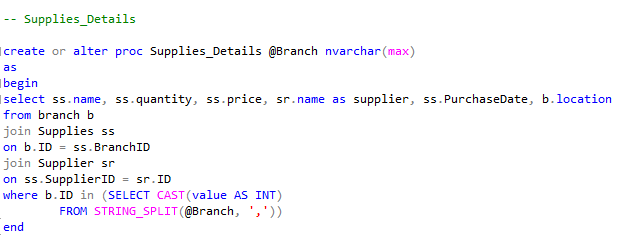 -- Supplies_Details
create or alter proc Supplies_Details @Branch nvarchar(max)
as
begin
select ss.name, ss.quantity, ss.price, sr.name as supplier, ss.PurchaseDate, b.location
from branch b
join Supplies ss
on b.ID = ss.BranchID
join Supplier sr
on ss.SupplierID = sr.ID
where b.ID in (SELECT CAST(value AS INT)
FROM STRING_SPLIT(@Branch, ','))
end